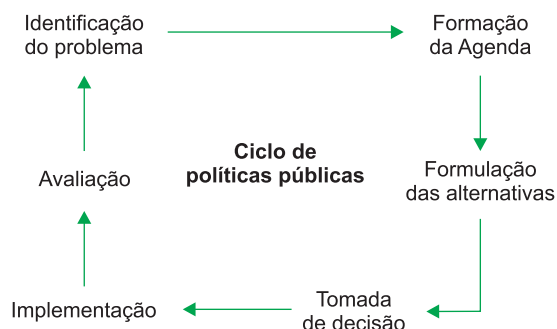 Identificação
do problema
Formação
da Agenda
Ciclo de
políticas públicas
Avaliação
Formulação
das alternativas
Implementação
Tomada
de decisão